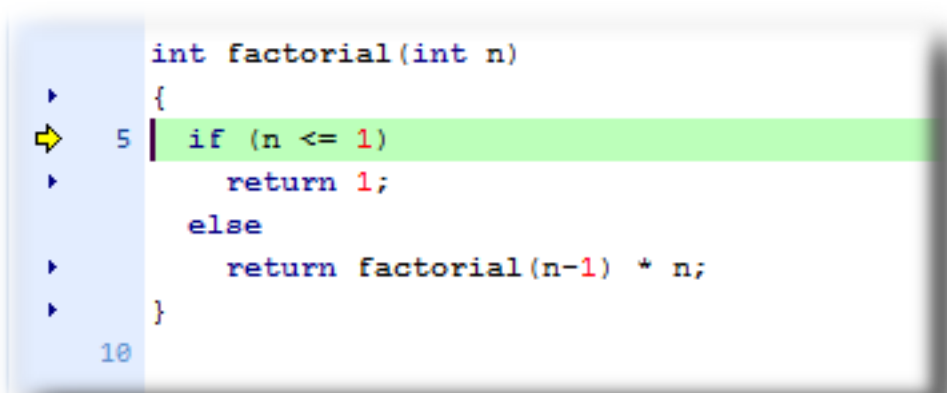 int factorial(int n)
{
5 if (n <= 1)
return 1;
else
return factorial(n-1) * n;
}
10